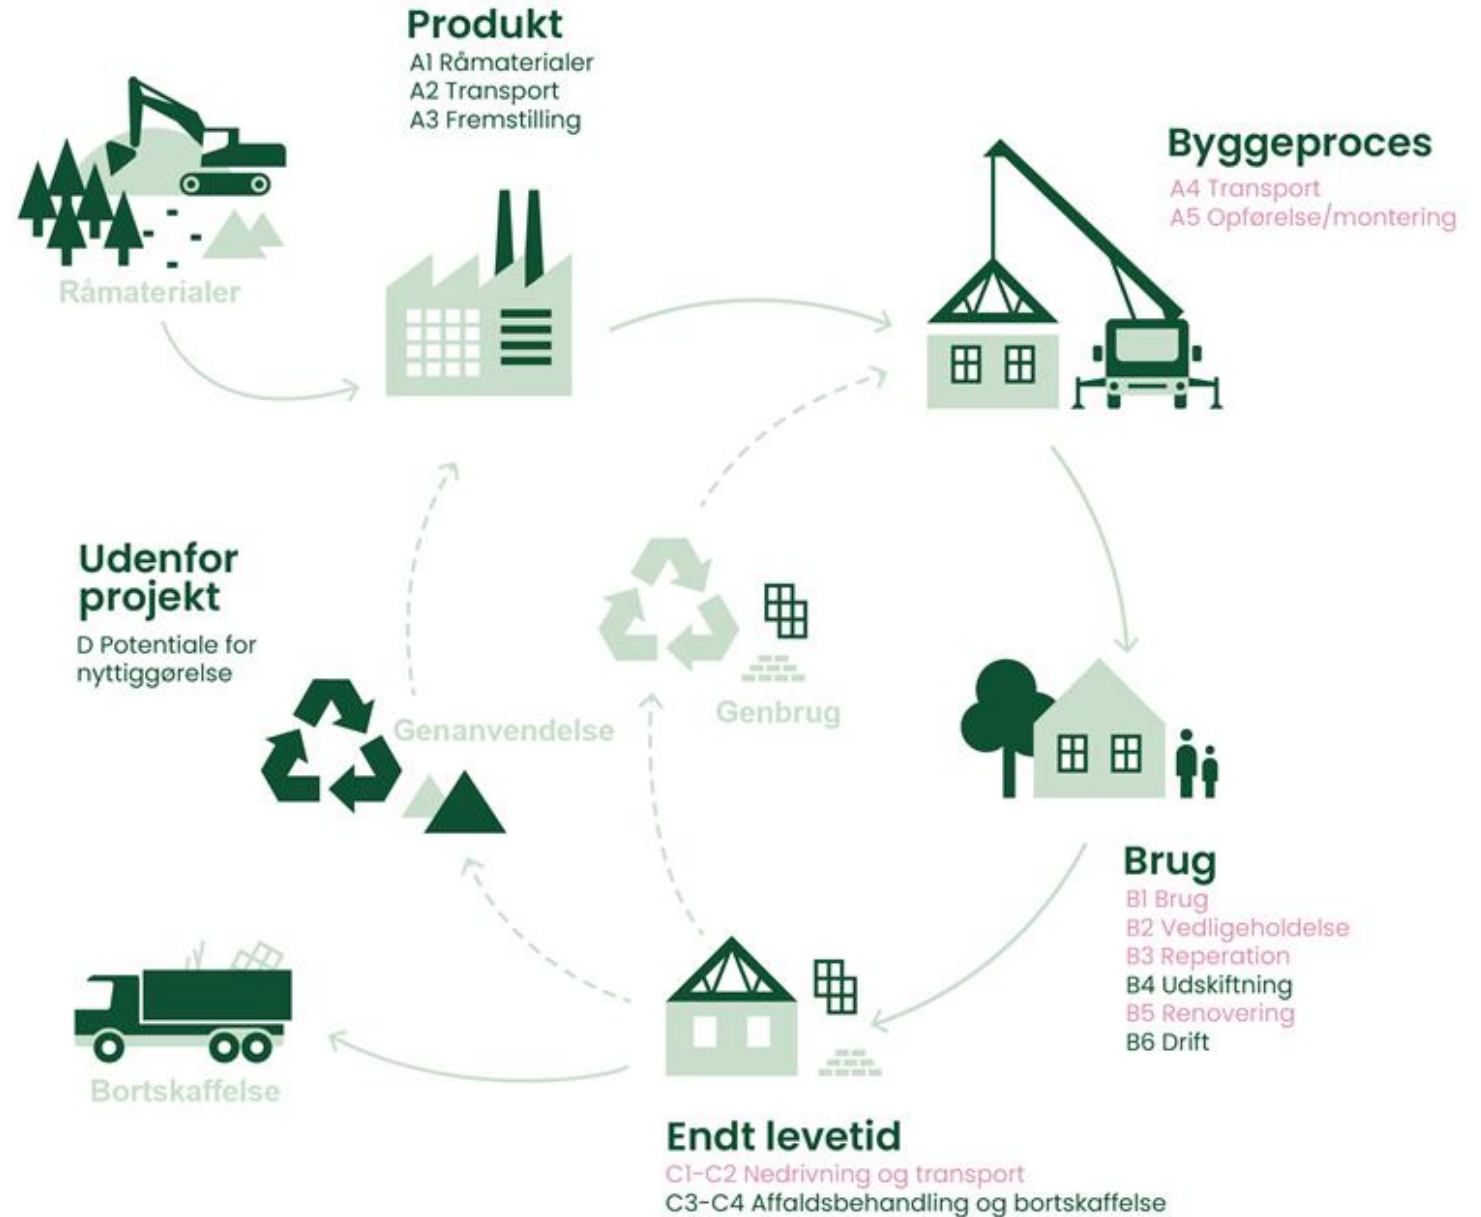 Produkt
A1 Råmaterialer
A2 Transport
A3 Fremstilling
Byggeproces
A4 Transport
A5 Opførelse/montering
Råmaterialer
Udenfor
projekt
D Potentiale for
nyttiggørelse
Genanvendelse
Genbrug
Brug
B1 Brug
B2 Vedligeholdelse
B3 Reperation
B4 Udskiftning
B5 Renovering
B6 Drift
Bortskaffelse
Endt levetid
C1-C2 Nedrivning og transport
C3-C4 Affaldsbehandling og bortskaffelse